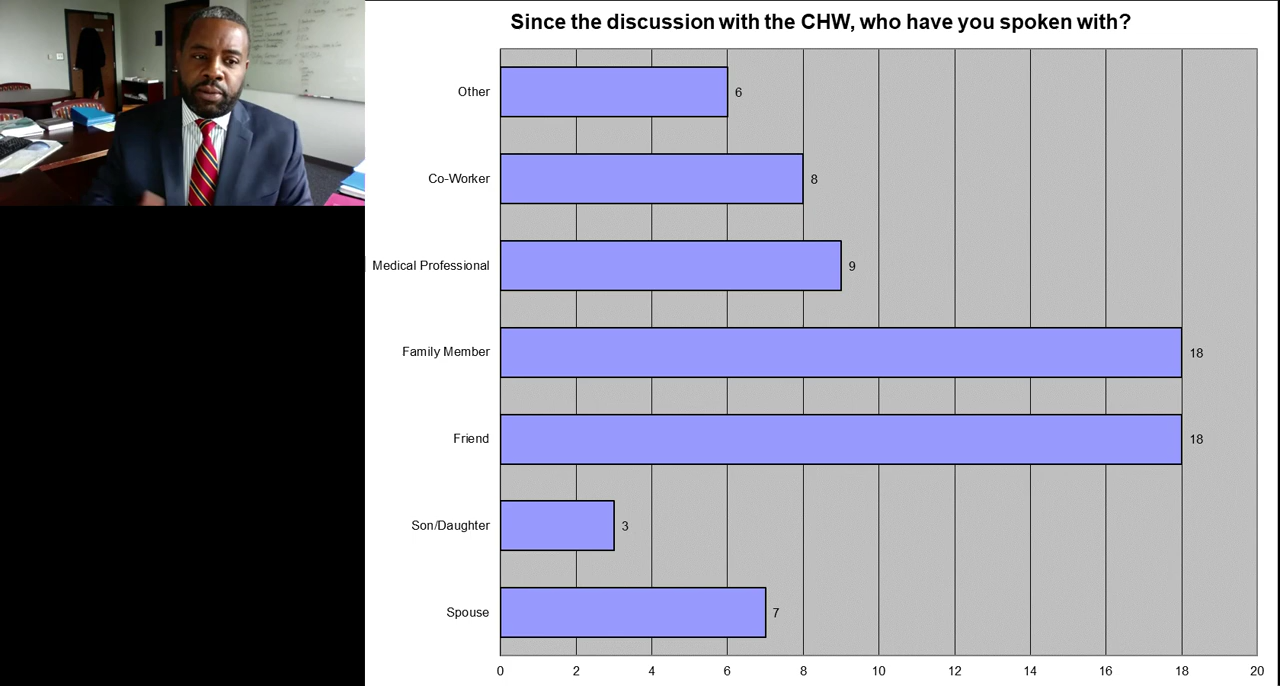 Since the discussion with the CHW, who have you spoken with?
Other
6
Co-Worker
8
Medical Professional
9
Family Member
18
Friend
18
Son/Daughter
3
Spouse
7
0 2 4 6 8 10 12 14 16 18 20